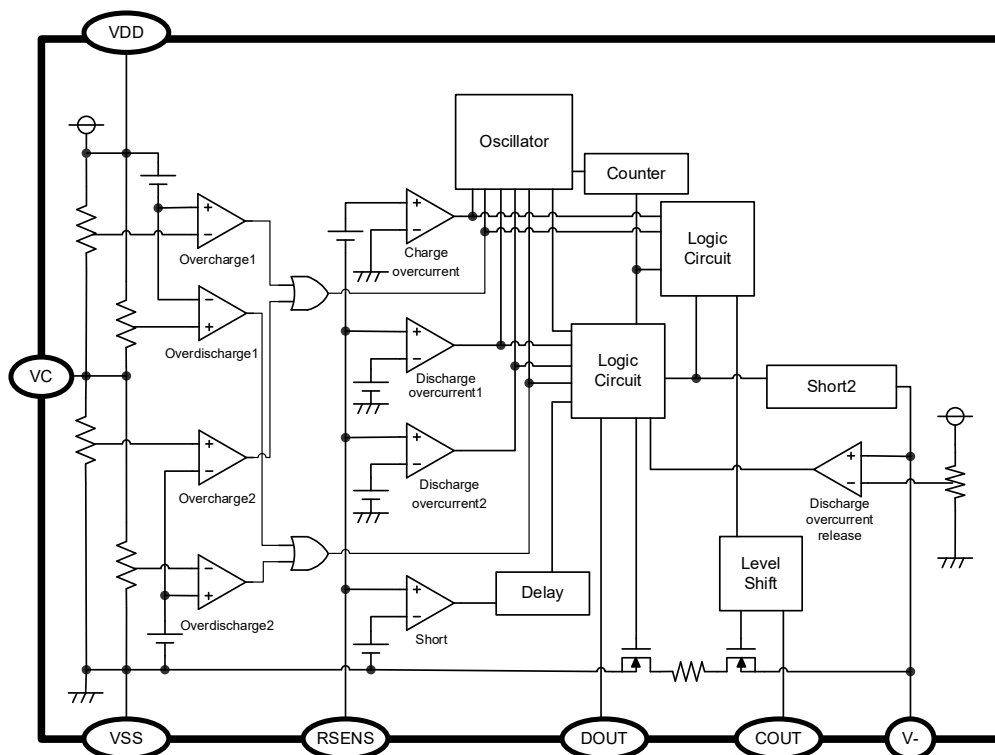 VDD
Oscillator
Counter
+
−
Overcharge1
+
−
Charge
overcurrent
Logic
Circuit
−
+
Overdischarge1
+
−
Discharge
overcurrent1
Logic
Circuit
Short2
VC
+
−
Overcharge2
+
−
Discharge
overcurrent2
+
−
Discharge
overcurrent
release
−
+
Overdischarge2
+
−
Short
Delay
Level
Shift
VSS
RSENS
DOUT
COUT
V-